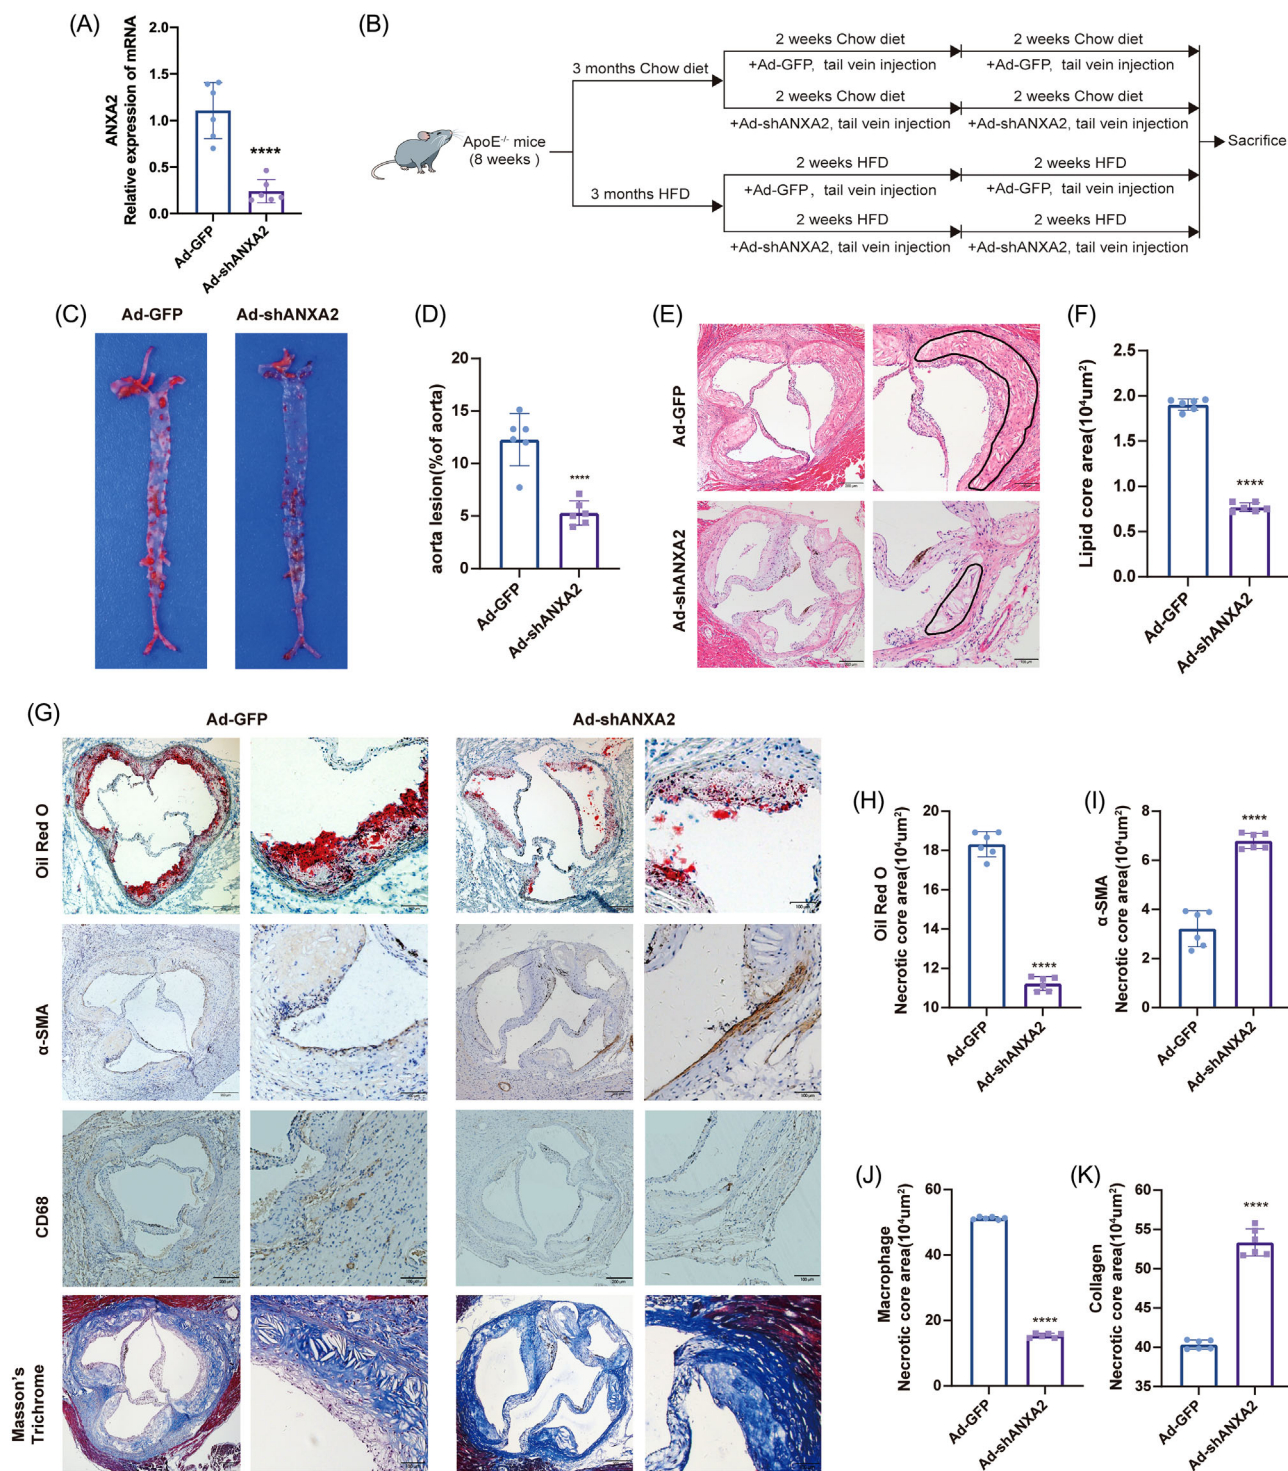 (A)
2.0
1.5
1.0
0.5
0.0
ANXA2
Relative expression of mRNA
****
Ad-GFP
Ad-shANXA2
(B)
ApoE-/- mice
(8 weeks )
3 months Chow diet
3 months HFD
2 weeks Chow diet
+Ad-GFP, tail vein injection
2 weeks Chow diet
+Ad-GFP, tail vein injection
2 weeks Chow diet
+Ad-shANXA2, tail vein injection
2 weeks Chow diet
+Ad-shANXA2, tail vein injection
2 weeks HFD
+Ad-GFP, tail vein injection
2 weeks HFD
+Ad-GFP, tail vein injection
2 weeks HFD
+Ad-shANXA2, tail vein injection
2 weeks HFD
+Ad-shANXA2, tail vein injection
Sacrifice
(C)
Ad-GFP
Ad-shANXA2
(D)
20
15
10
5
0
aorta lesion(%of aorta)
****
Ad-GFP
Ad-shANXA2
(E)
Ad-GFP
Ad-shANXA2
(F)
2.5
2.0
1.5
1.0
0.5
0.0
Lipid core area(10⁴um²)
****
Ad-GFP
Ad-shANXA2
(G)
Ad-GFP
Ad-shANXA2
Oil Red O
α-SMA
CD68
Masson's
Trichrome
100 μm
200 μm
100 μm
200 μm
100 μm
(H)
20
18
16
14
12
10
Oil Red O
Necrotic core area(10⁴um²)
****
Ad-GFP
Ad-shANXA2
(I)
8
6
4
2
0
α-SMA
Necrotic core area(10⁴um²)
****
Ad-GFP
Ad-shANXA2
(J)
60
40
20
0
Macrophage
Necrotic core area(10⁴um²)
****
Ad-GFP
Ad-shANXA2
(K)
60
55
50
45
40
35
Collagen
Necrotic core area(10⁴um²)
****
Ad-GFP
Ad-shANXA2